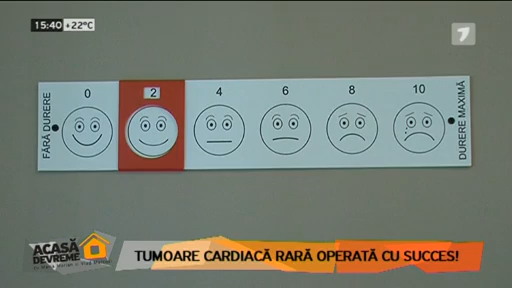 15:40 +22°C
7
0 2 4 6 8 10
FĂRĂ DURERE
DURERE MAXIMĂ
ACASĂ
DEVREME
TUMOARE CARDIACĂ RARĂ OPERATĂ CU SUCCES!